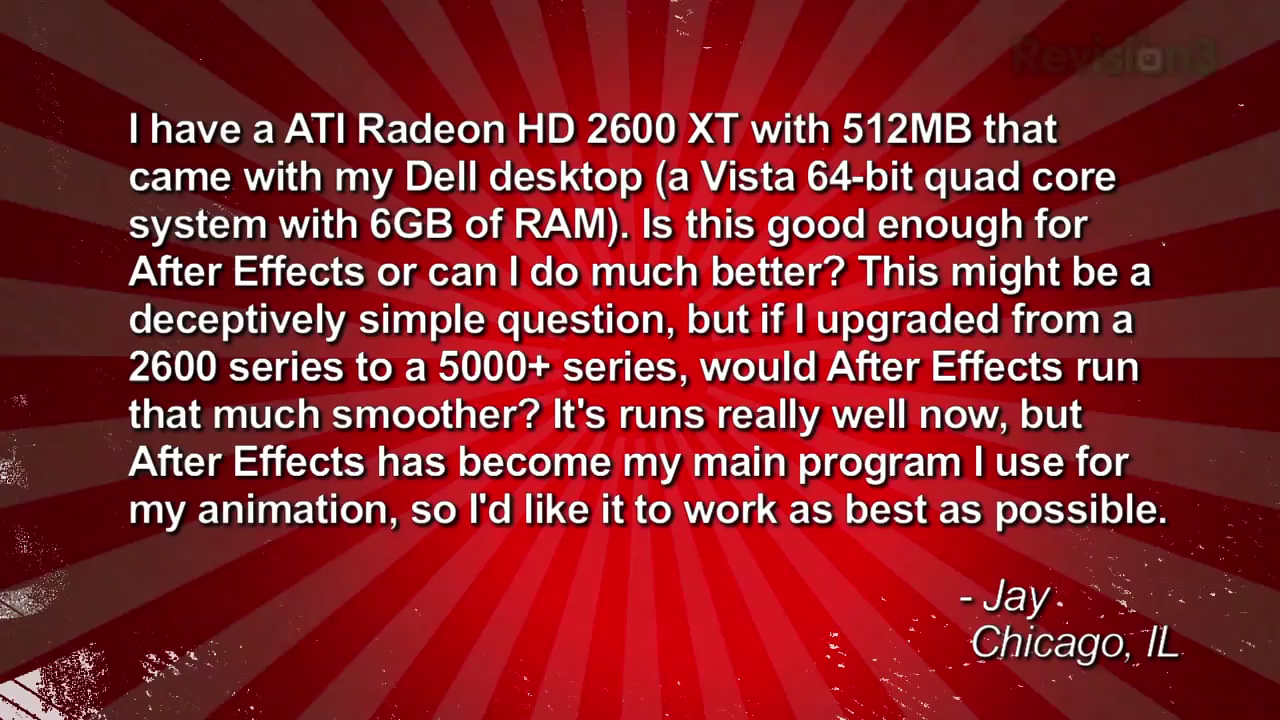 Revision3
I have a ATI Radeon HD 2600 XT with 512MB that
came with my Dell desktop (a Vista 64-bit quad core
system with 6GB of RAM). Is this good enough for
After Effects or can I do much better? This might be a
deceptively simple question, but if I upgraded from a
2600 series to a 5000+ series, would After Effects run
that much smoother? It's runs really well now, but
After Effects has become my main program I use for
my animation, so I'd like it to work as best as possible.
- Jay
Chicago, IL